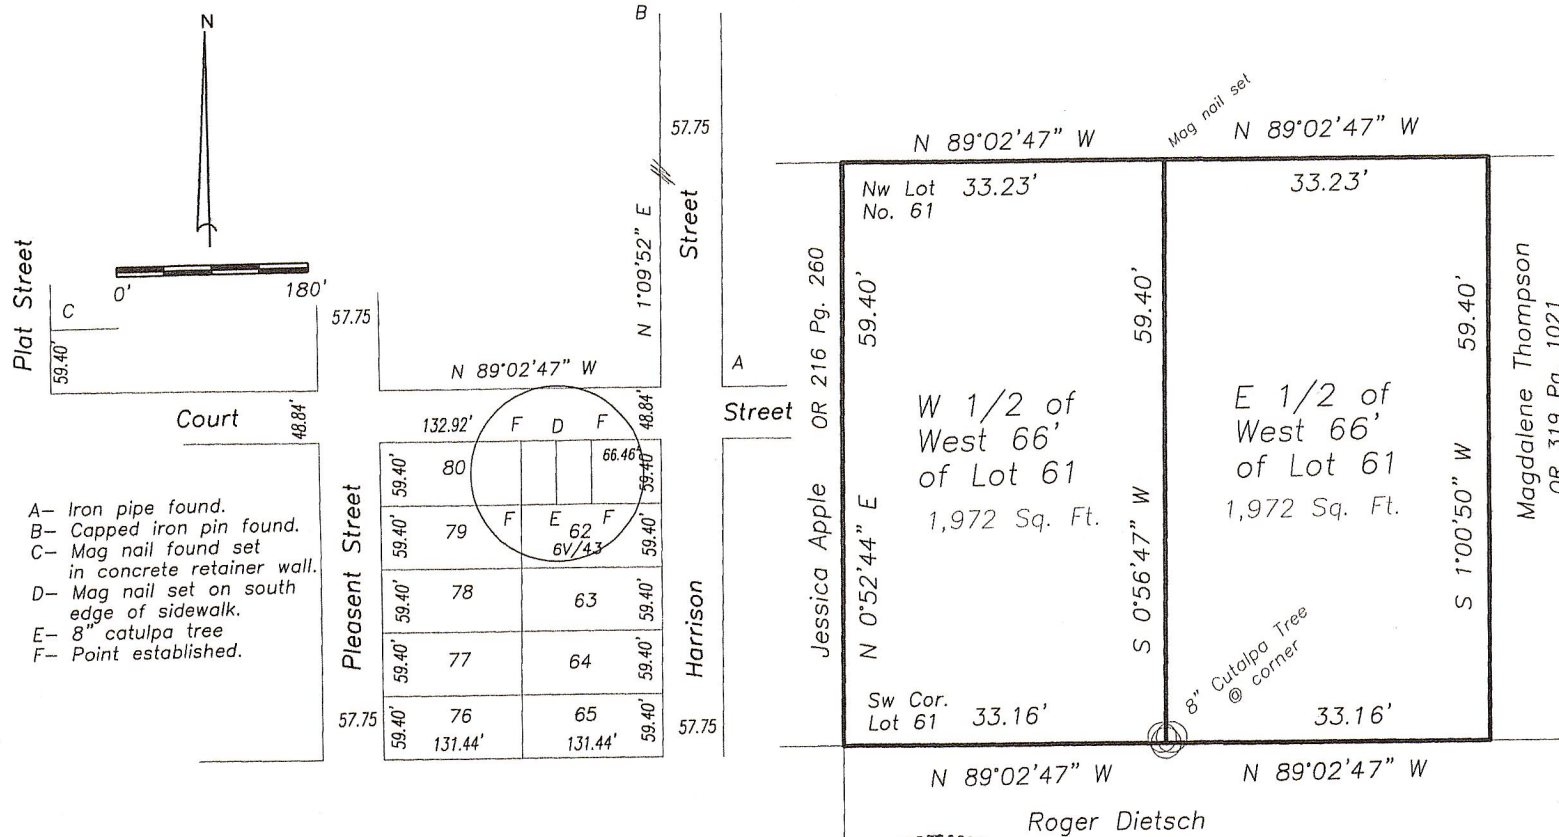 N
0'
180'
Plat Street
C
59.40'
57.75
Court
48.84'
B
57.75
Street
N 1°09'52" E
A
N 89°02'47" W
Street
132.92'
F
D
F
48.84'
66.46'
80
59.40'
59.40'
79
59.40'
F
E
F
62
6V/43
59.40'
78
59.40'
63
59.40'
77
59.40'
64
59.40'
76
59.40'
65
59.40'
131.44'
131.44'
Pleasent Street
57.75
Harrison
57.75
A– Iron pipe found.
B– Capped iron pin found.
C– Mag nail found set
in concrete retainer wall.
D– Mag nail set on south
edge of sidewalk.
E– 8" catulpa tree
F– Point established.
N 89°02'47" W
Mag nail set
N 89°02'47" W
Nw Lot
No. 61
33.23'
33.23'
Jessica Apple OR 216 Pg. 260
59.40'
N 0°52'44" E
59.40'
S 0°56'47" W
59.40'
S 1°00'50" W
Magdalene Thompson
OR 319 Pg. 1021
W 1/2 of
West 66'
of Lot 61
1,972 Sq. Ft.
E 1/2 of
West 66'
of Lot 61
1,972 Sq. Ft.
Sw Cor.
Lot 61
33.16'
8" Cutalpa Tree
@ corner
33.16'
N 89°02'47" W
N 89°02'47" W
Roger Dietsch